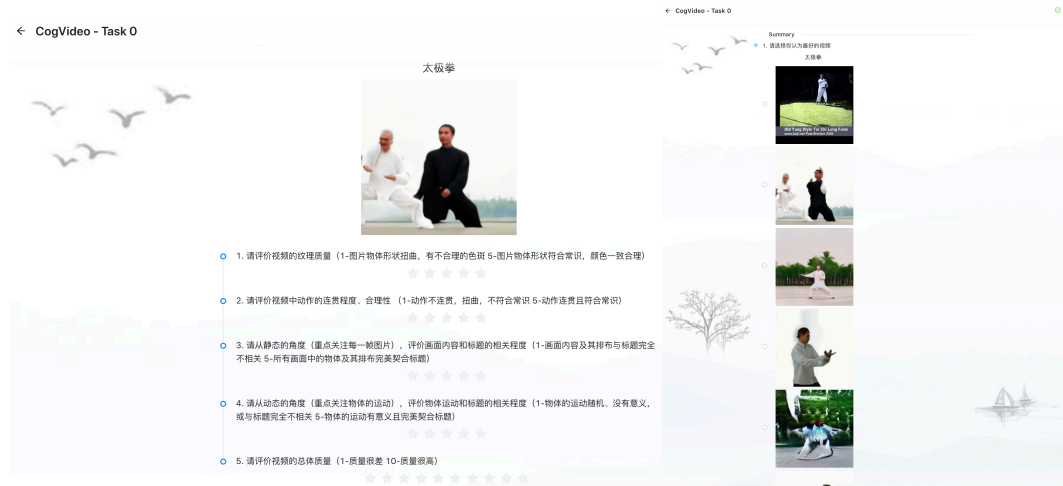 CogVideo - Task 0
太极拳
1. 请评价视频的纹理质量（1-图片物体形状扭曲，有不合理的色斑 5-图片物体形状符合常识，颜色一致合理）
2. 请评价视频中动作的连贯程度、合理性 （1-动作不连贯，扭曲，不符合常识 5-动作连贯且符合常识）
3. 请从静态的角度（重点关注每一帧图片），评价画面内容和标题的相关程度（1-画面内容及其排布与标题完全
不相关 5-所有画面中的物体及其排布完美契合标题）
4. 请从动态的角度（重点关注物体的运动），评价物体运动和标题的相关程度（1-物体的运动随机、没有意义，
或与标题完全不相关 5-物体的运动有意义且完美契合标题）
5. 请评价视频的总体质量（1-质量很差 10-质量很高）
CogVideo - Task 0
Summary
1. 请选择你认为最好的视频
太极拳
Old Yang Style Tai Chi Long Form